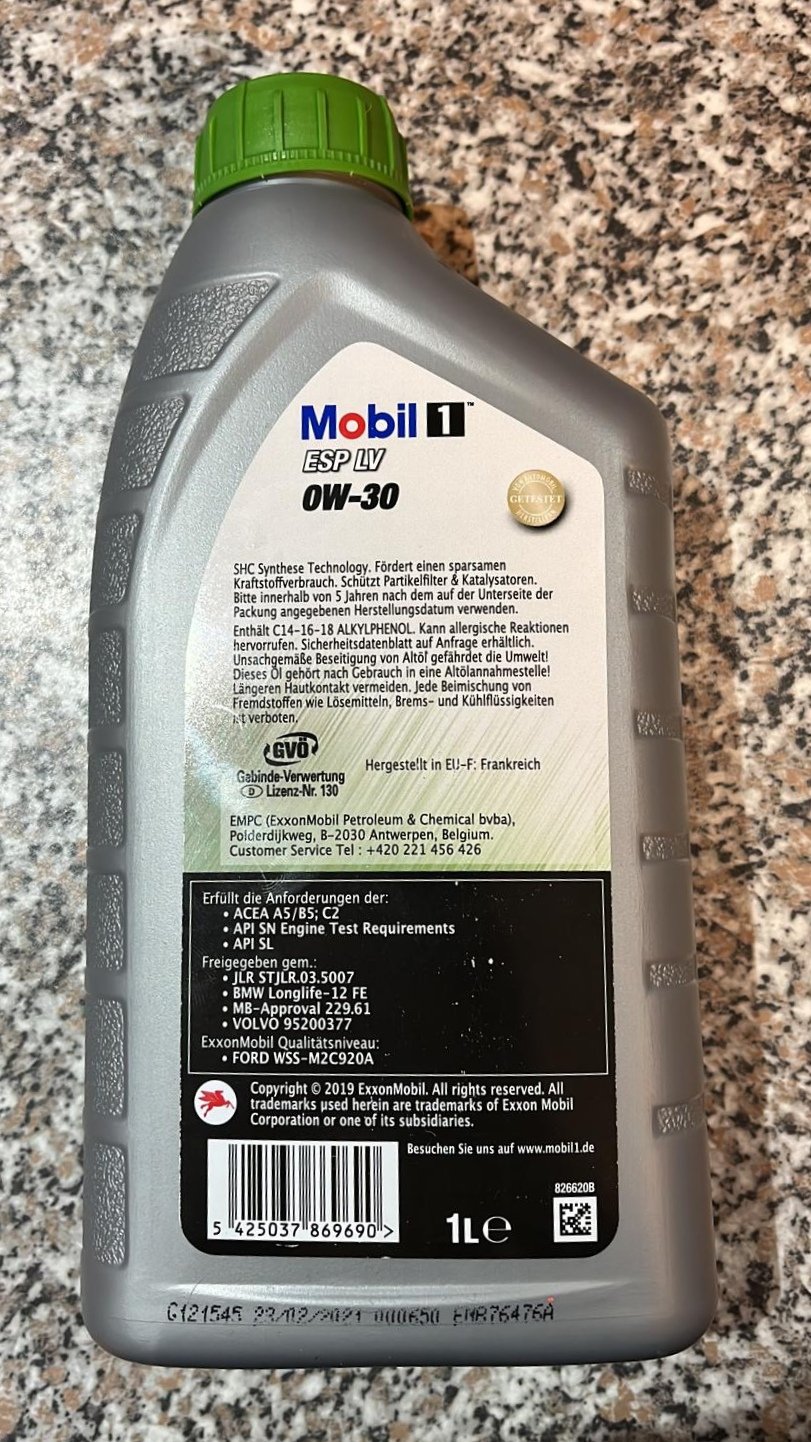 Mobil 1™
ESP LV
0W-30
VON AUTOMOBIL
GETESTET
HERSTELLERN
SHC Synthese Technology. Fördert einen sparsamen
Kraftstoffverbrauch. Schützt Partikelfilter & Katalysatoren.
Bitte innerhalb von 5 Jahren nach dem auf der Unterseite der
Packung angegebenen Herstellungsdatum verwenden.
Enthält C14-16-18 ALKYLPHENOL. Kann allergische Reaktionen
hervorrufen. Sicherheitsdatenblatt auf Anfrage erhältlich.
Unsachgemäße Beseitigung von Altöl gefährdet die Umwelt!
Dieses Öl gehört nach Gebrauch in eine Altölannahmestelle!
Längeren Hautkontakt vermeiden. Jede Beimischung von
Fremdstoffen wie Lösemitteln, Brems- und Kühlflüssigkeiten
ist verboten.
GVÖ
Gebinde-Verwertung
D Lizenz-Nr. 130
Hergestellt in EU-F: Frankreich
EMPC (ExxonMobil Petroleum & Chemical bvba),
Polderdijkweg, B-2030 Antwerpen, Belgium.
Customer Service Tel : +420 221 456 426
Erfüllt die Anforderungen der:
• ACEA A5/B5; C2
• API SN Engine Test Requirements
• API SL
Freigegeben gem.:
• JLR STJLR.03.5007
• BMW Longlife-12 FE
• MB-Approval 229.61
• VOLVO 95200377
ExxonMobil Qualitätsniveau:
• FORD WSS-M2C920A
Copyright © 2019 ExxonMobil. All rights reserved. All
trademarks used herein are trademarks of Exxon Mobil
Corporation or one of its subsidiaries.
Besuchen Sie uns auf www.mobil1.de
826620B
5 425037 869690 >
1L℮
G121545 23/02/2021 000650 EMB76476A